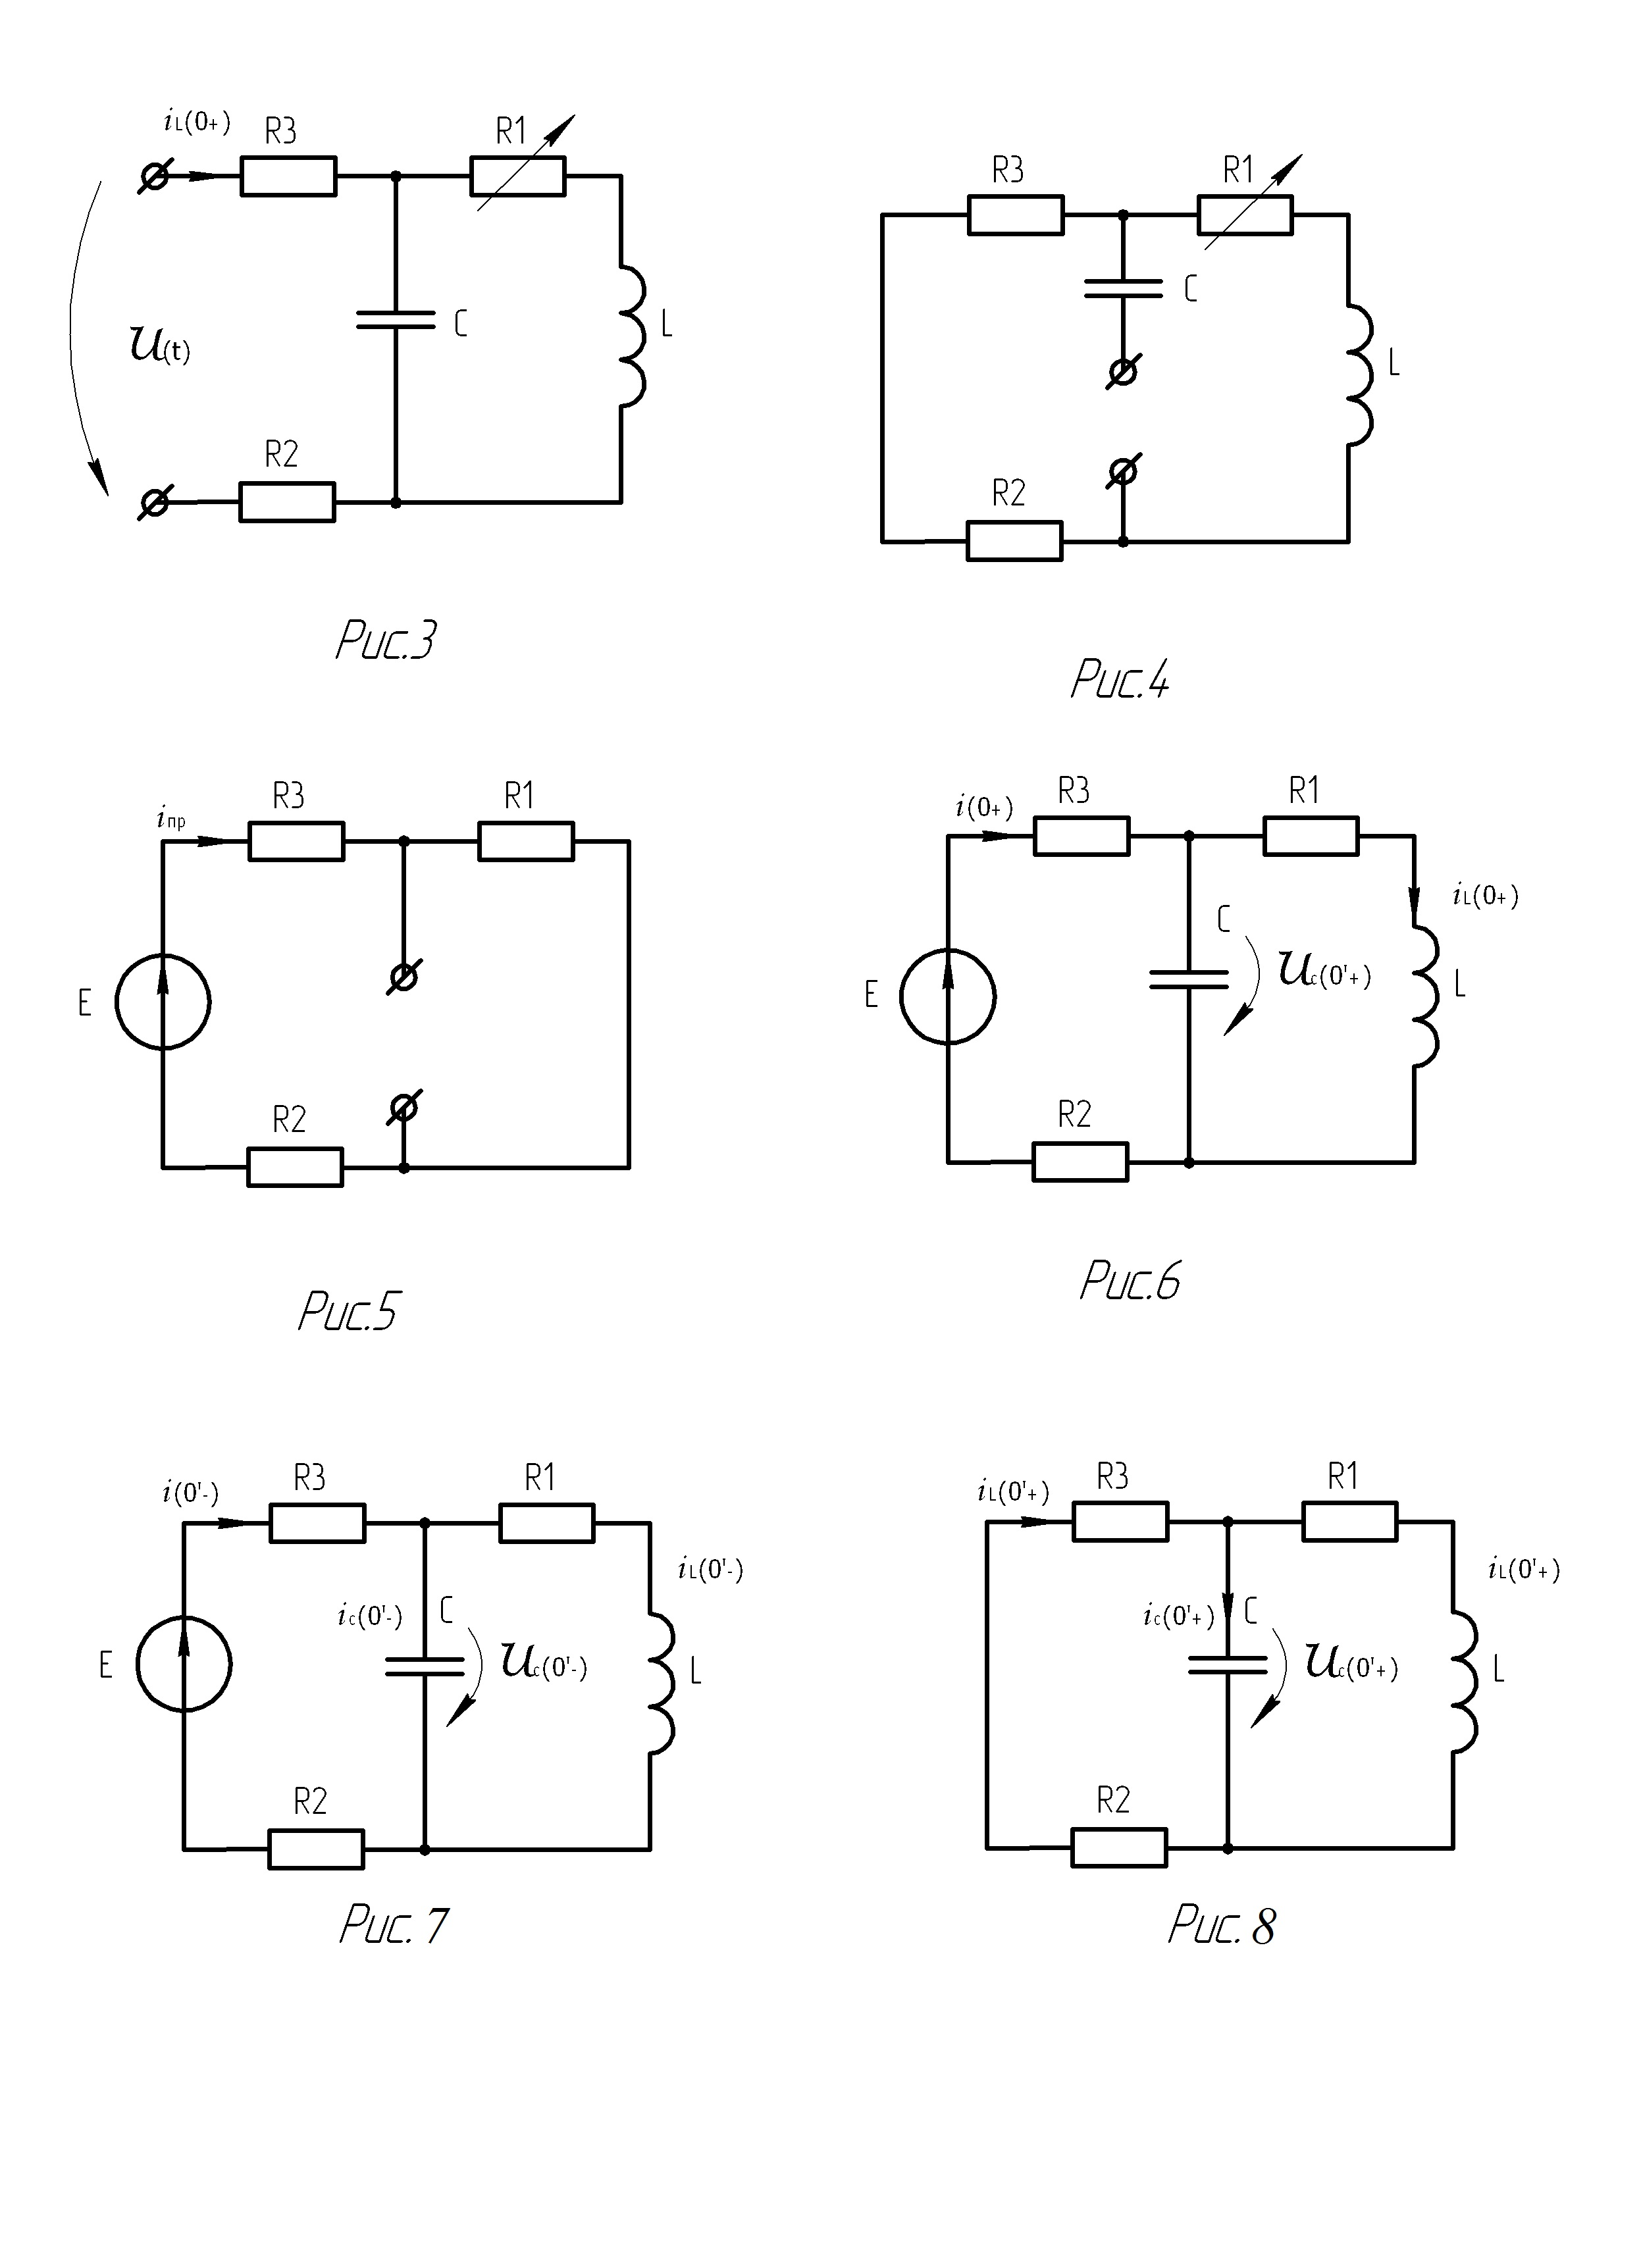 iL(0+)
R3
R1
U(t)
C
L
R2
Рис.3
R3
R1
C
L
R2
Рис.4
iпр
R3
R1
E
R2
Рис.5
i(0+)
R3
R1
iL(0+)
C
Uc(0'+)
E
L
R2
Рис.6
i(0'-)
R3
R1
iL(0'-)
ic(0'-)
C
Uc(0'-)
E
L
R2
Рис. 7
iL(0'+)
R3
R1
iL(0'+)
ic(0'+)
C
Uc(0'+)
L
R2
Рис. 8